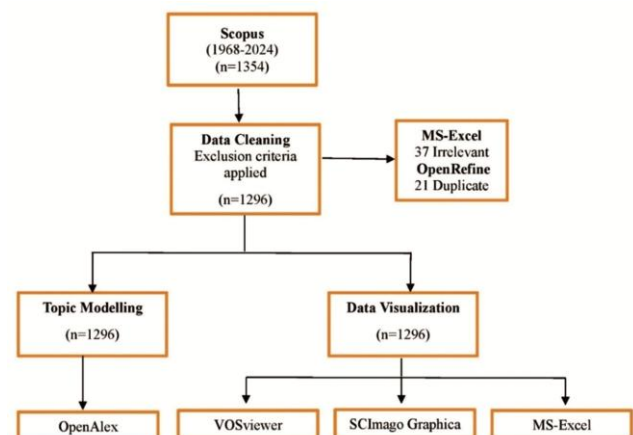 Scopus
(1968-2024)
(n=1354)
Data Cleaning
Exclusion criteria
applied
(n=1296)
MS-Excel
37 Irrelevant
OpenRefine
21 Duplicate
Topic Modelling
(n=1296)
Data Visualization
(n=1296)
OpenAlex
VOSviewer
SCImago Graphica
MS-Excel